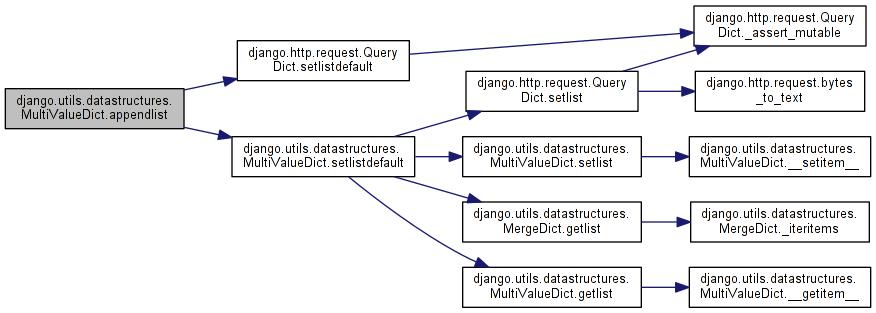 django.http.request.Query
Dict._assert_mutable
django.http.request.Query
Dict.setlistdefault
django.http.request.Query
Dict.setlist
django.http.request.bytes
_to_text
django.utils.datastructures.
MultiValueDict.appendlist
django.utils.datastructures.
MultiValueDict.setlistdefault
django.utils.datastructures.
MultiValueDict.setlist
django.utils.datastructures.
MultiValueDict.__setitem__
django.utils.datastructures.
MergeDict.getlist
django.utils.datastructures.
MergeDict._iteritems
django.utils.datastructures.
MultiValueDict.getlist
django.utils.datastructures.
MultiValueDict.__getitem__